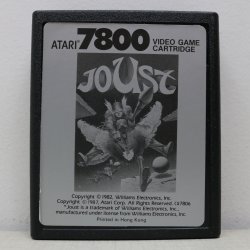 ATARI 7800 VIDEO GAME
CARTRIDGE
JOUST
Copyright © 1982, Williams Electronics, Inc.
Copyright © 1987, Atari Corp. All Rights Reserved. CX7806
Joust is a trademark of Williams Electronics, Inc.
manufactured under license from Williams Electronics, Inc.
Printed in Hong Kong